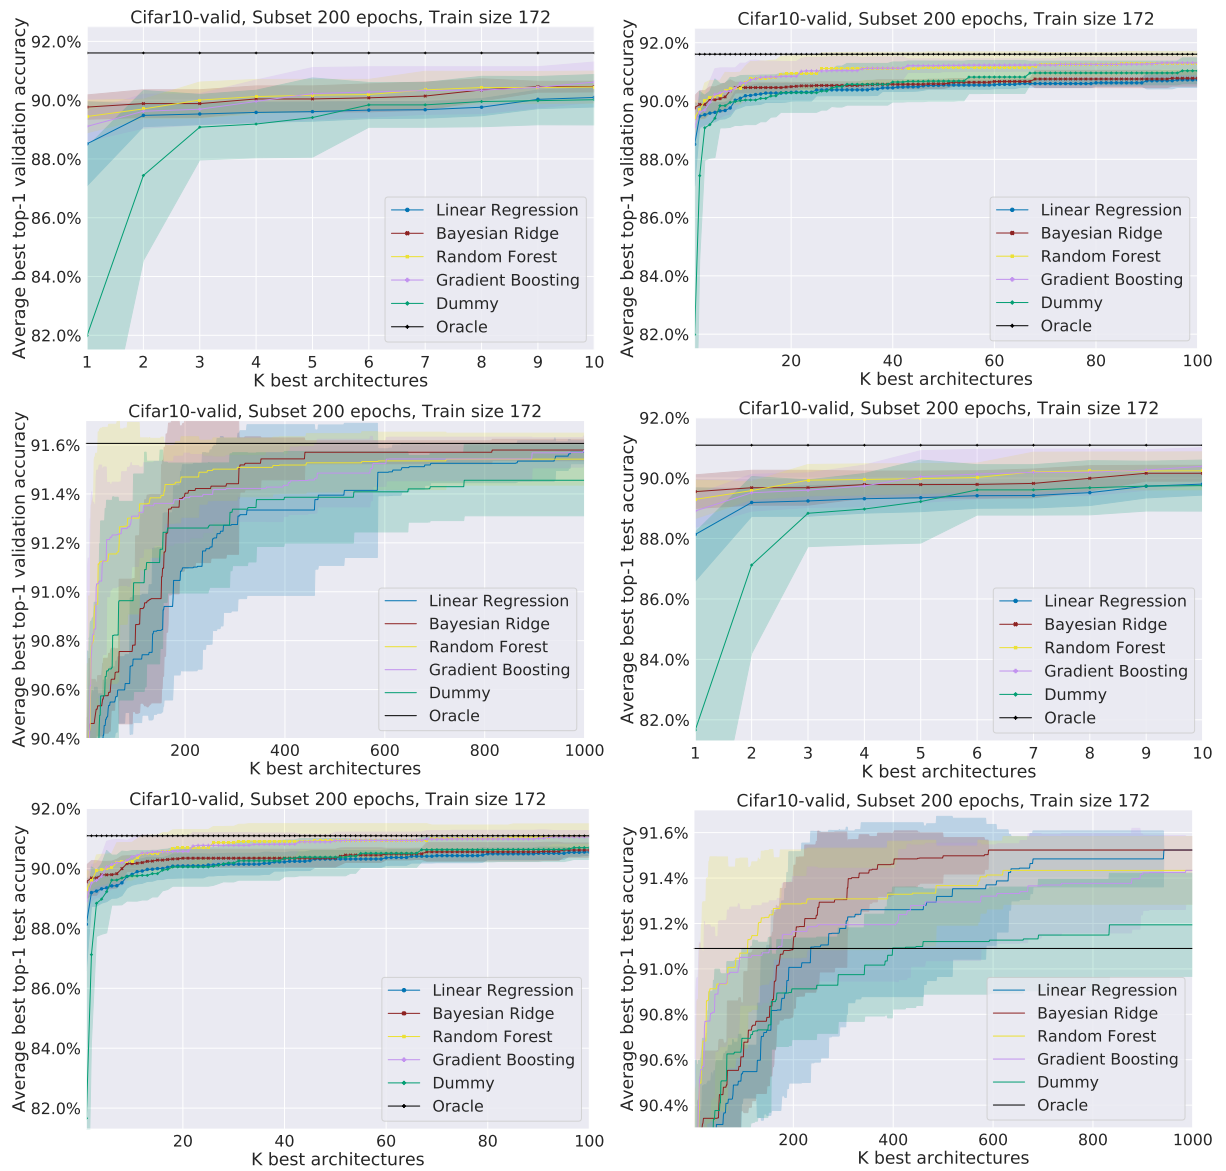 Cifar10-valid, Subset 200 epochs, Train size 172
Average best top-1 validation accuracy
92.0%
90.0%
88.0%
86.0%
84.0%
82.0%
Linear Regression
Bayesian Ridge
Random Forest
Gradient Boosting
Dummy
Oracle
1 2 3 4 5 6 7 8 9 10
K best architectures
Cifar10-valid, Subset 200 epochs, Train size 172
Average best top-1 validation accuracy
92.0%
90.0%
88.0%
86.0%
84.0%
82.0%
Linear Regression
Bayesian Ridge
Random Forest
Gradient Boosting
Dummy
Oracle
20 40 60 80 100
K best architectures
Cifar10-valid, Subset 200 epochs, Train size 172
Average best top-1 validation accuracy
91.6%
91.4%
91.2%
91.0%
90.8%
90.6%
90.4%
Linear Regression
Bayesian Ridge
Random Forest
Gradient Boosting
Dummy
Oracle
200 400 600 800 1000
K best architectures
Cifar10-valid, Subset 200 epochs, Train size 172
Average best top-1 test accuracy
92.0%
90.0%
88.0%
86.0%
84.0%
82.0%
Linear Regression
Bayesian Ridge
Random Forest
Gradient Boosting
Dummy
Oracle
1 2 3 4 5 6 7 8 9 10
K best architectures
Cifar10-valid, Subset 200 epochs, Train size 172
Average best top-1 test accuracy
92.0%
90.0%
88.0%
86.0%
84.0%
82.0%
Linear Regression
Bayesian Ridge
Random Forest
Gradient Boosting
Dummy
Oracle
20 40 60 80 100
K best architectures
Cifar10-valid, Subset 200 epochs, Train size 172
Average best top-1 test accuracy
91.6%
91.4%
91.2%
91.0%
90.8%
90.6%
90.4%
Linear Regression
Bayesian Ridge
Random Forest
Gradient Boosting
Dummy
Oracle
200 400 600 800 1000
K best architectures